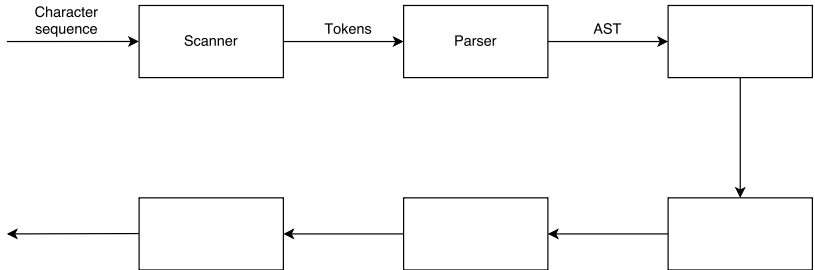 Character
sequence
Scanner
Tokens
Parser
AST